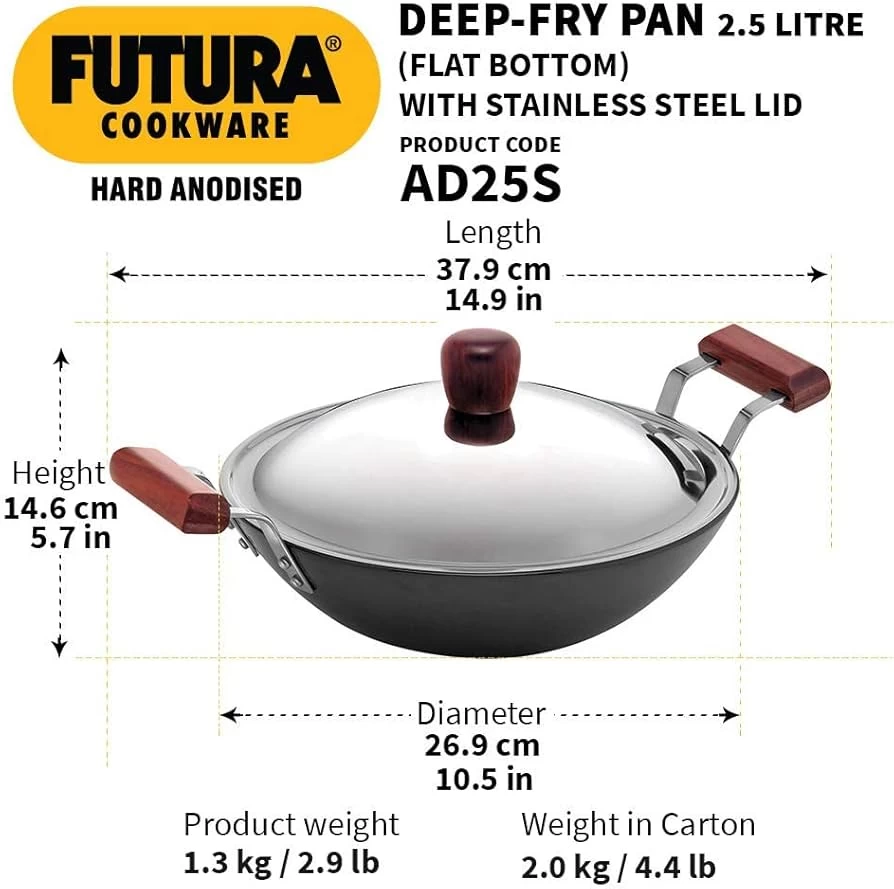 FUTURA®
COOKWARE
HARD ANODISED
DEEP-FRY PAN 2.5 LITRE
(FLAT BOTTOM)
WITH STAINLESS STEEL LID
PRODUCT CODE
AD25S
Length
37.9 cm
14.9 in
Height
14.6 cm
5.7 in
Diameter
26.9 cm
10.5 in
Product weight
1.3 kg / 2.9 lb
Weight in Carton
2.0 kg / 4.4 lb